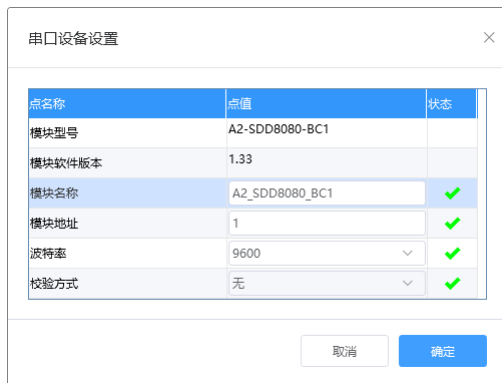 串口设备设置
点名称 点值 状态
模块型号 A2-SDD8080-BC1
模块软件版本 1.33
模块名称 A2_SDD8080_BC1
模块地址 1
波特率 9600
校验方式 无
取消 确定